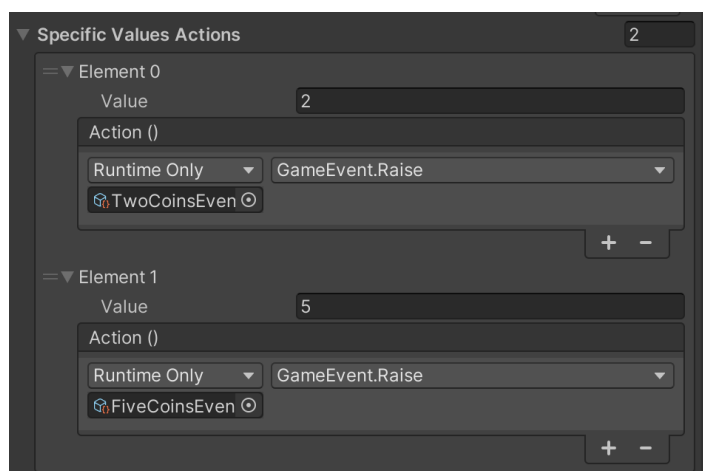 Specific Values Actions 2
Element 0
Value 2
Action ()
Runtime Only GameEvent.Raise
TwoCoinsEven
+ -
Element 1
Value 5
Action ()
Runtime Only GameEvent.Raise
FiveCoinsEven
+ -